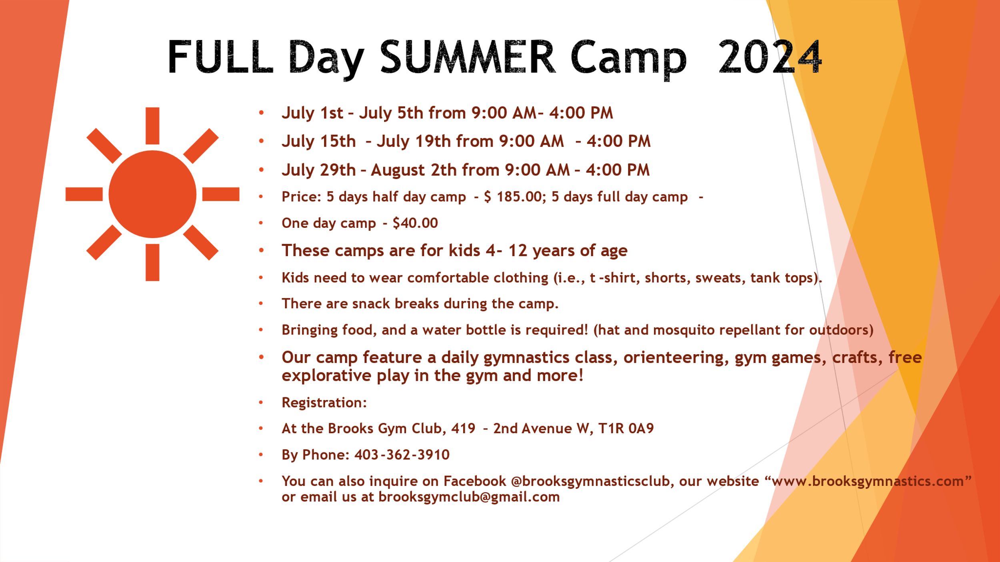 FULL Day SUMMER Camp 2024
• July 1st – July 5th from 9:00 AM- 4:00 PM
• July 15th – July 19th from 9:00 AM - 4:00 PM
• July 29th – August 2th from 9:00 AM - 4:00 PM
• Price: 5 days half day camp - $ 185.00; 5 days full day camp -
• One day camp - $40.00
• These camps are for kids 4- 12 years of age
• Kids need to wear comfortable clothing (i.e., t -shirt, shorts, sweats, tank tops).
• There are snack breaks during the camp.
• Bringing food, and a water bottle is required! (hat and mosquito repellant for outdoors)
• Our camp feature a daily gymnastics class, orienteering, gym games, crafts, free
explorative play in the gym and more!
• Registration:
• At the Brooks Gym Club, 419 – 2nd Avenue W, T1R 0A9
• By Phone: 403-362-3910
• You can also inquire on Facebook @brooksgymnasticsclub, our website “www.brooksgymnastics.com”
or email us at brooksgymclub@gmail.com